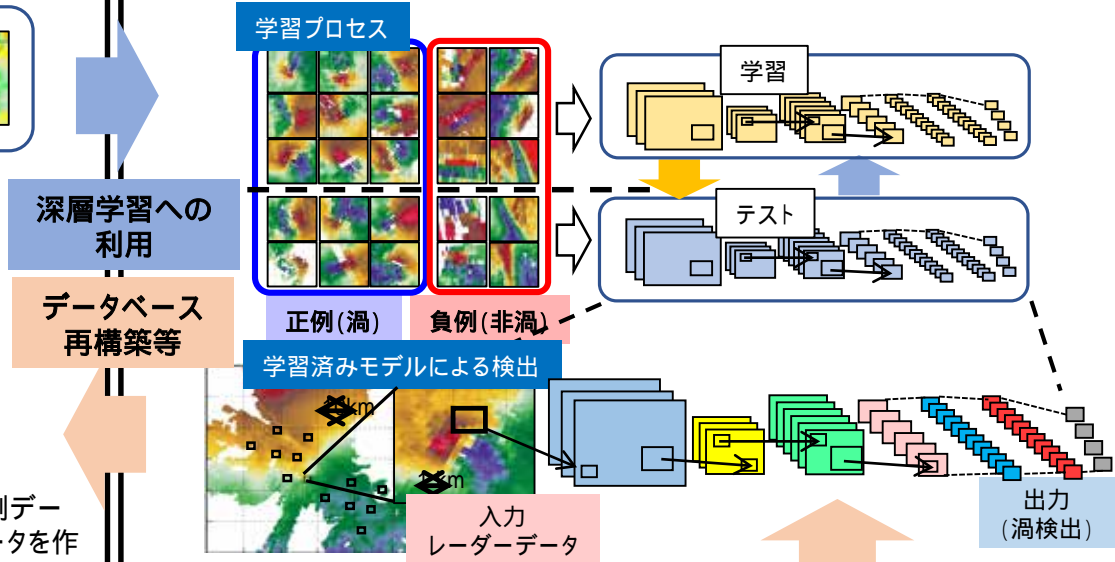 学習プロセス
学習
深層学習への
利用
テスト
データベース
再構築等
正例(渦)
負例(非渦)
学習済みモデルによる検出
km
km
入力
レーダーデータ
出力
(渦検出)
例デー
タを作